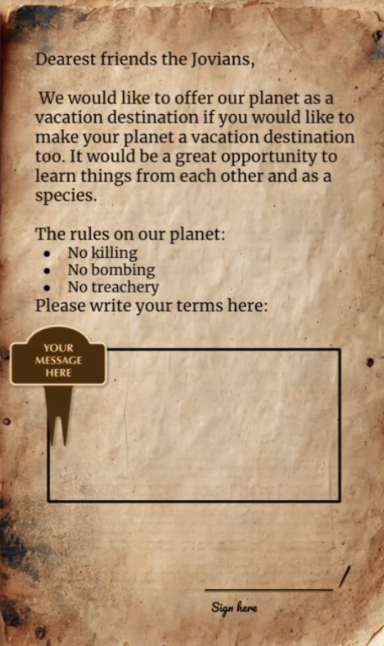 Dearest friends the Jovians,
We would like to offer our planet as a
vacation destination if you would like to
make your planet a vacation destination
too. It would be a great opportunity to
learn things from each other and as a
species.
The rules on our planet:
• No killing
• No bombing
• No treachery
Please write your terms here:
YOUR
MESSAGE
HERE
/
Sign here